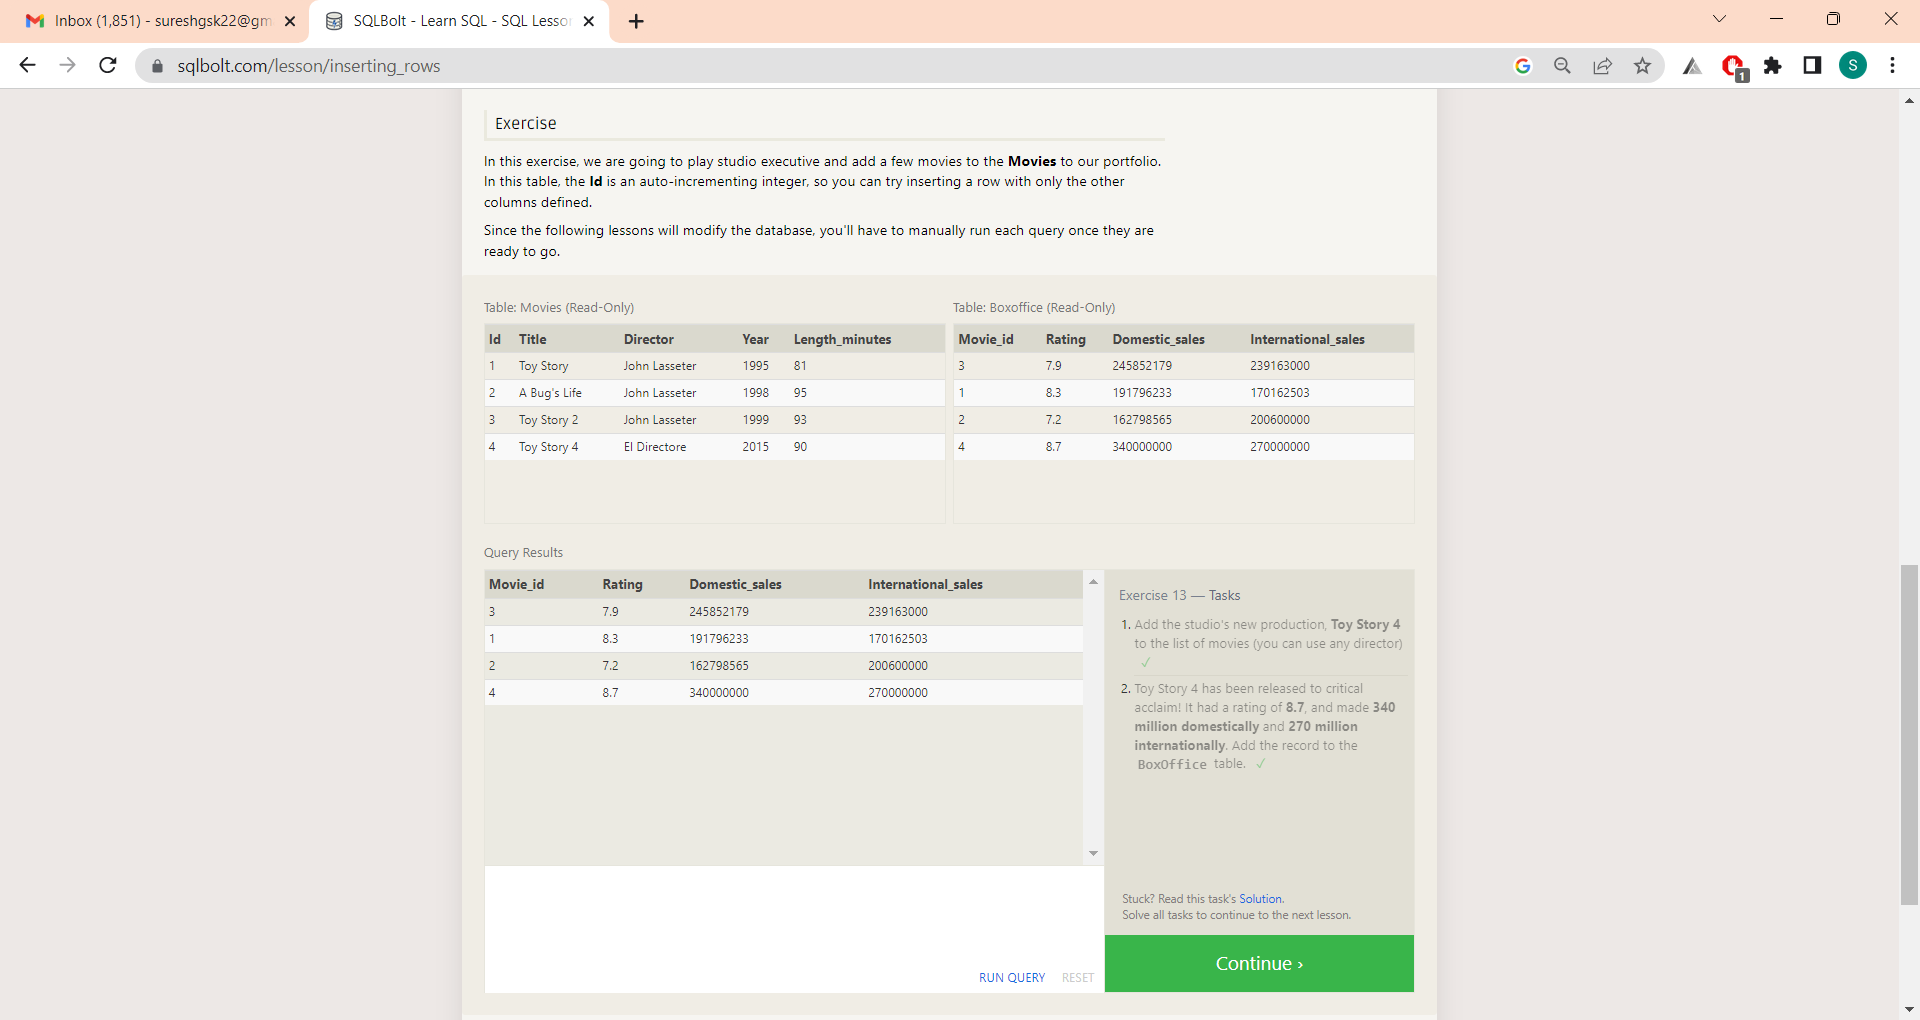 Inbox (1,851) - sureshgsk22@gm
SQLBolt - Learn SQL - SQL Lesso
sqlbolt.com/lesson/inserting_rows
1
S
Exercise
In this exercise, we are going to play studio executive and add a few movies to the Movies to our portfolio.
In this table, the Id is an auto-incrementing integer, so you can try inserting a row with only the other
columns defined.
Since the following lessons will modify the database, you'll have to manually run each query once they are
ready to go.
Table: Movies (Read-Only)
Id Title Director Year Length_minutes
1 Toy Story John Lasseter 1995 81
2 A Bug's Life John Lasseter 1998 95
3 Toy Story 2 John Lasseter 1999 93
4 Toy Story 4 El Directore 2015 90
Table: Boxoffice (Read-Only)
Movie_id Rating Domestic_sales International_sales
3 7.9 245852179 239163000
1 8.3 191796233 170162503
2 7.2 162798565 200600000
4 8.7 340000000 270000000
Query Results
Movie_id Rating Domestic_sales International_sales
3 7.9 245852179 239163000
1 8.3 191796233 170162503
2 7.2 162798565 200600000
4 8.7 340000000 270000000
RUN QUERY RESET
Exercise 13 — Tasks
1. Add the studio's new production, Toy Story 4
to the list of movies (you can use any director)
✓
2. Toy Story 4 has been released to critical
acclaim! It had a rating of 8.7, and made 340
million domestically and 270 million
internationally. Add the record to the
BoxOffice table. ✓
Stuck? Read this task's Solution.
Solve all tasks to continue to the next lesson.
Continue ›